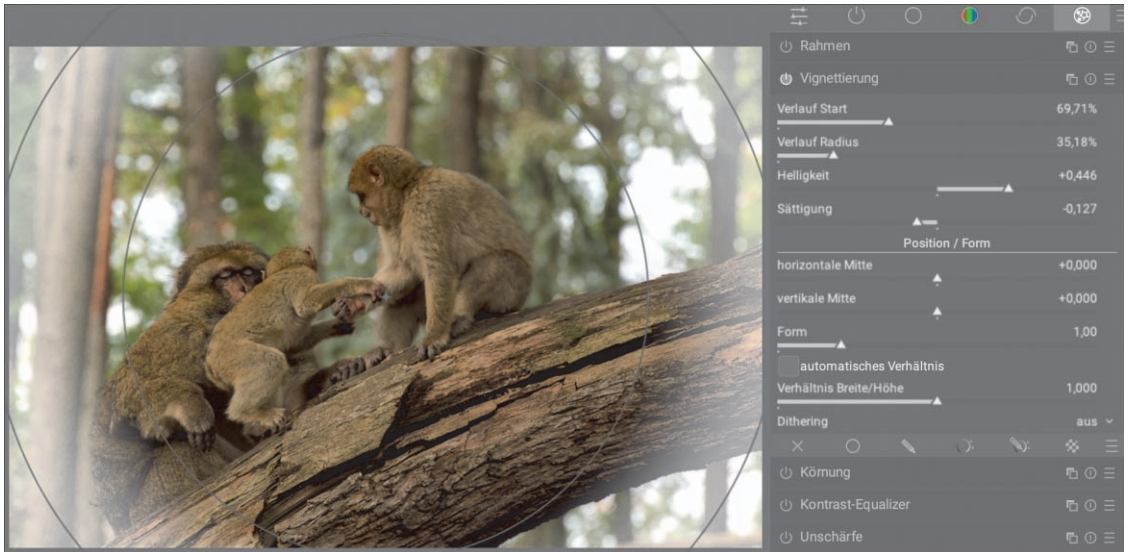 Rahmen
Vignettierung
Verlauf Start 69,71%
Verlauf Radius 35,18%
Helligkeit +0,446
Sättigung -0,127
Position / Form
horizontale Mitte +0,000
vertikale Mitte +0,000
Form 1,00
automatisches Verhältnis
Verhältnis Breite/Höhe 1,000
Dithering aus
Körnung
Kontrast-Equalizer
Unschärfe